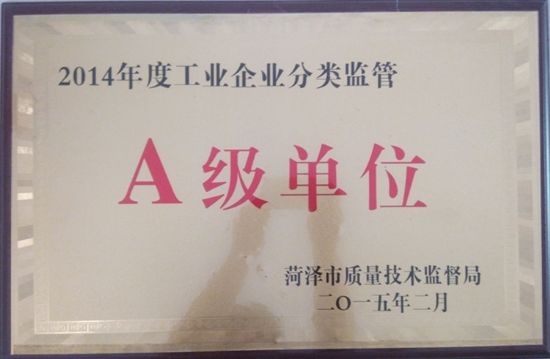 2014年度工业企业分类监管
A级单位
菏泽市质量技术监督局
二O一五年二月